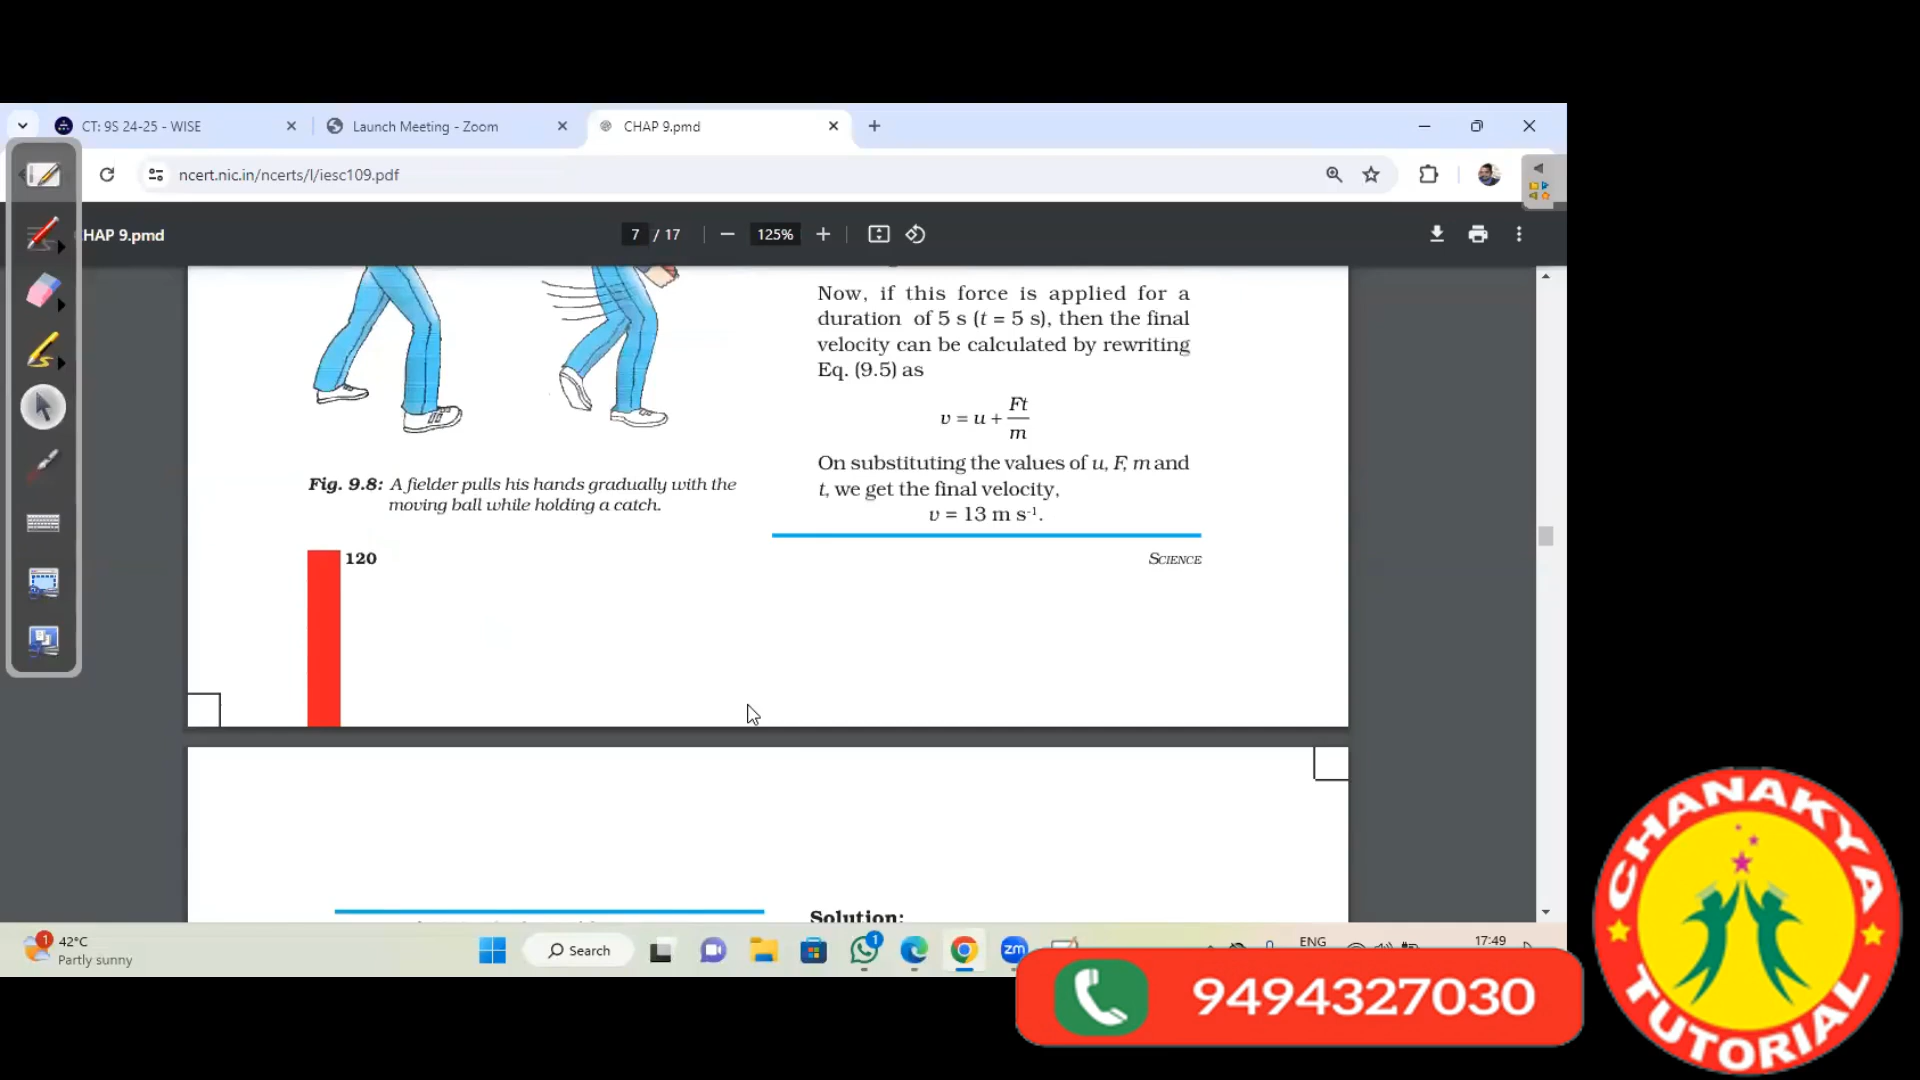 CT: 9S 24-25 - WISE
Launch Meeting - Zoom
CHAP 9.pmd
ncert.nic.in/ncerts/l/iesc109.pdf
HAP 9.pmd
7 / 17
125%
Now, if this force is applied for a
duration of 5 s (t = 5 s), then the final
velocity can be calculated by rewriting
Eq. (9.5) as
v = u + Ft/m
On substituting the values of u, F, m and
t, we get the final velocity,
v = 13 m s⁻¹.
Fig. 9.8: A fielder pulls his hands gradually with the
moving ball while holding a catch.
120
SCIENCE
Solution:
1
42°C
Partly sunny
Search
1
zm
ENG
17:49
9494327030
CHANAKYA
TUTORIAL